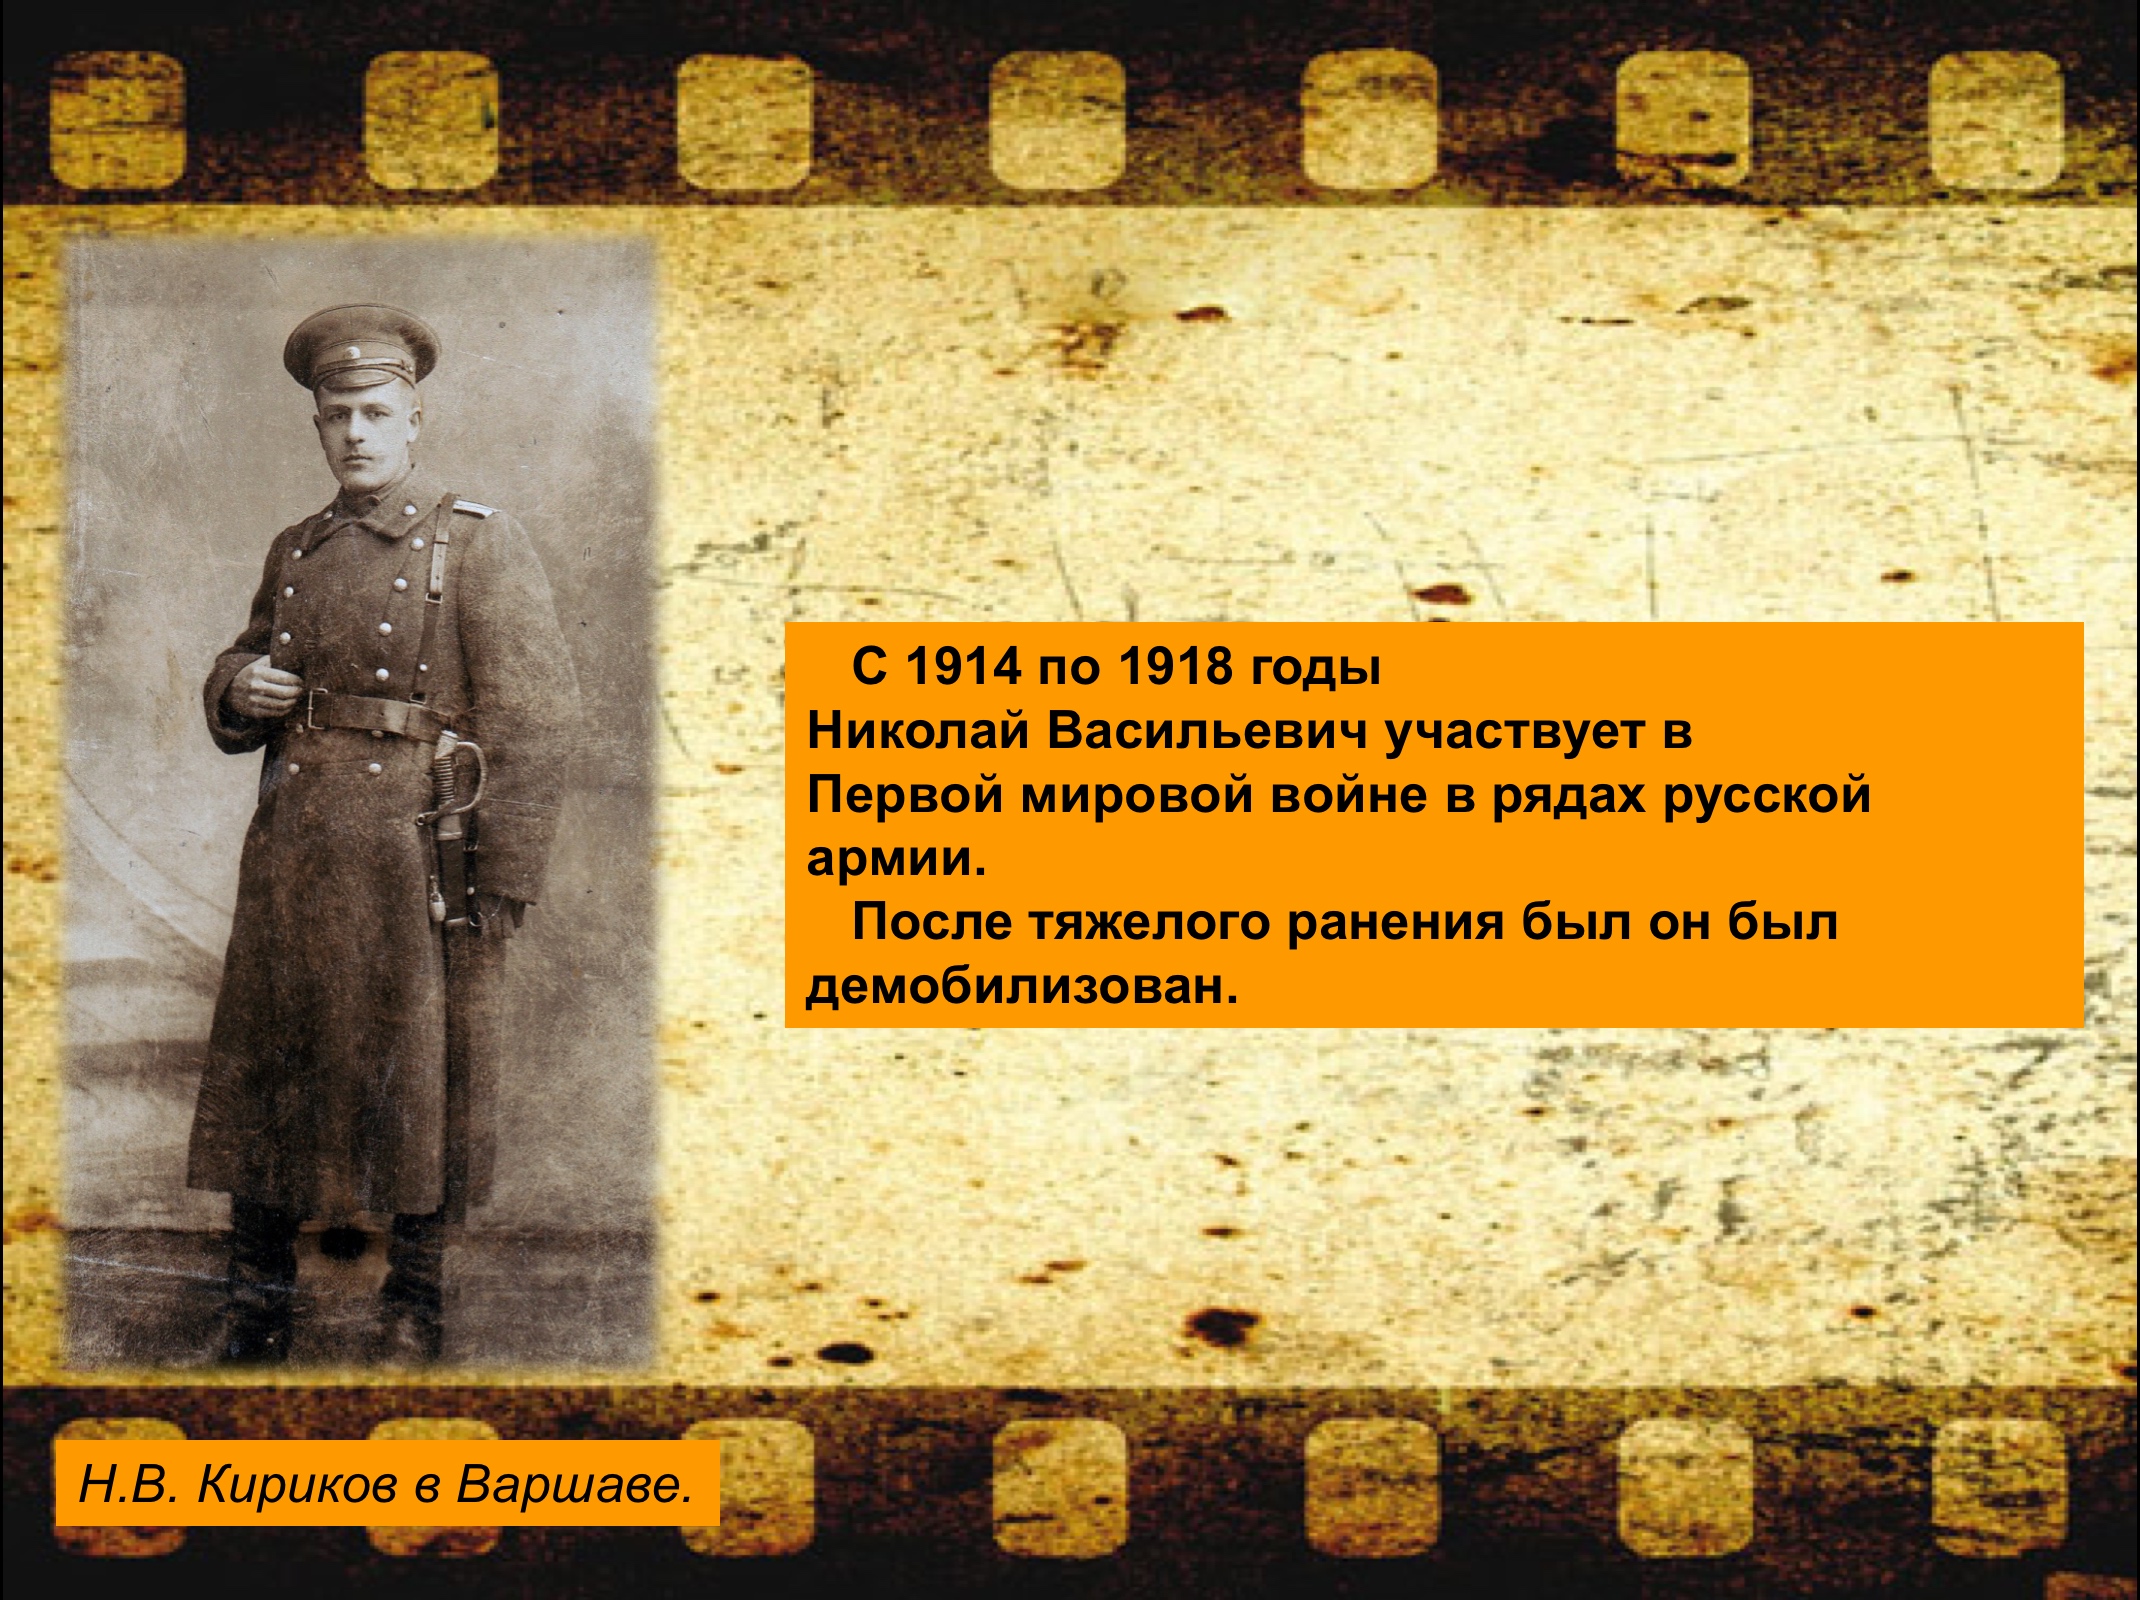 С 1914 по 1918 годы
Николай Васильевич участвует в
Первой мировой войне в рядах русской
армии.
После тяжелого ранения был он был
демобилизован.
Н.В. Кириков в Варшаве.